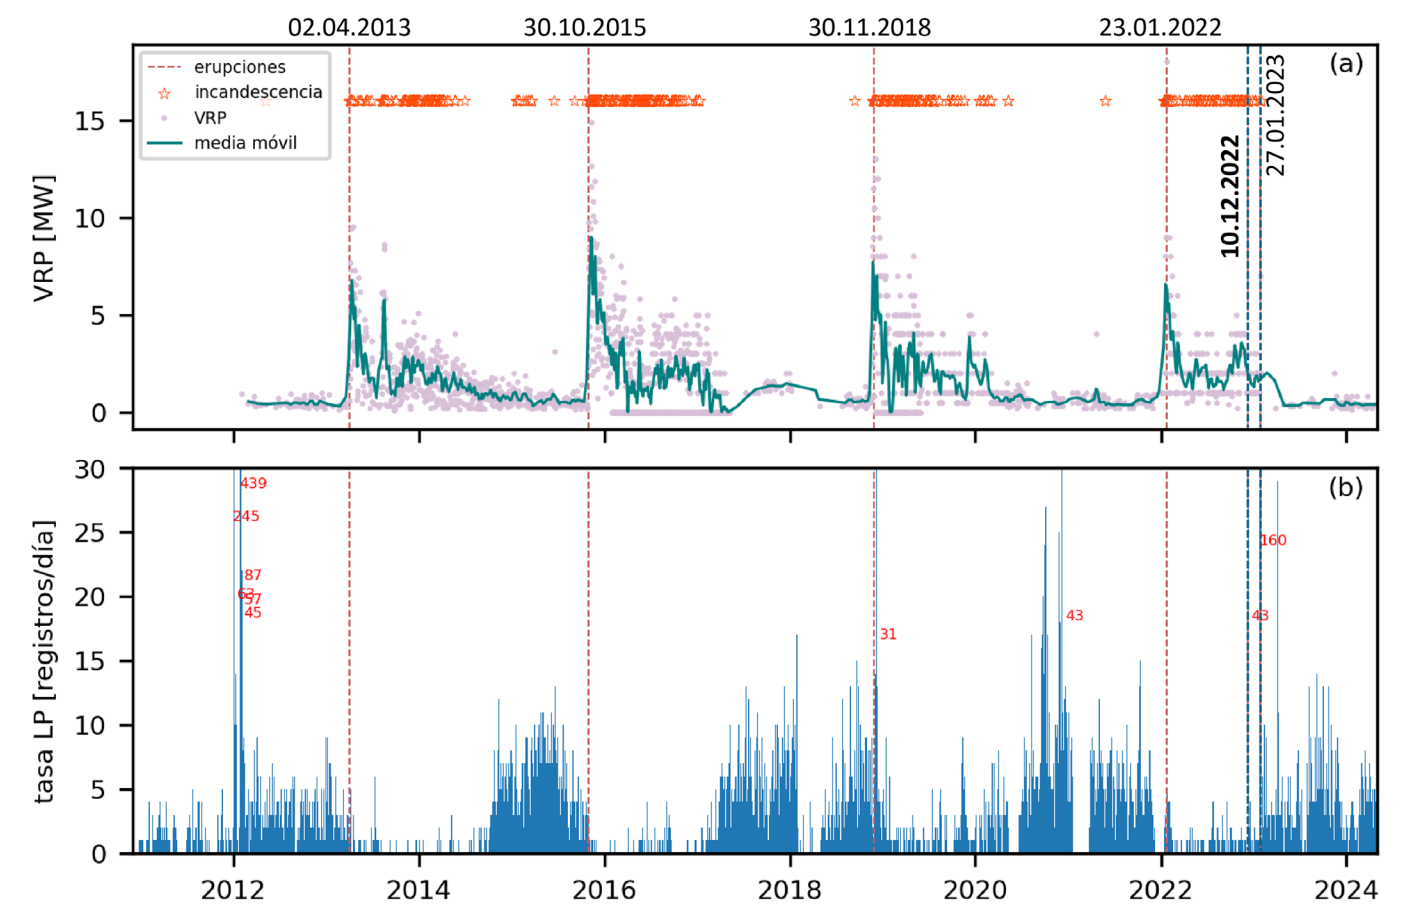 02.04.2013 30.10.2015 30.11.2018 23.01.2022
erupciones
incandescencia
VRP
media móvil
(a)
10.12.2022
27.01.2023
VRP [MW]
15
10
5
0
(b)
tasa LP [registros/día]
30
25
20
15
10
5
0
439
245
87
63
57
45
31
43
43
160
2012 2014 2016 2018 2020 2022 2024